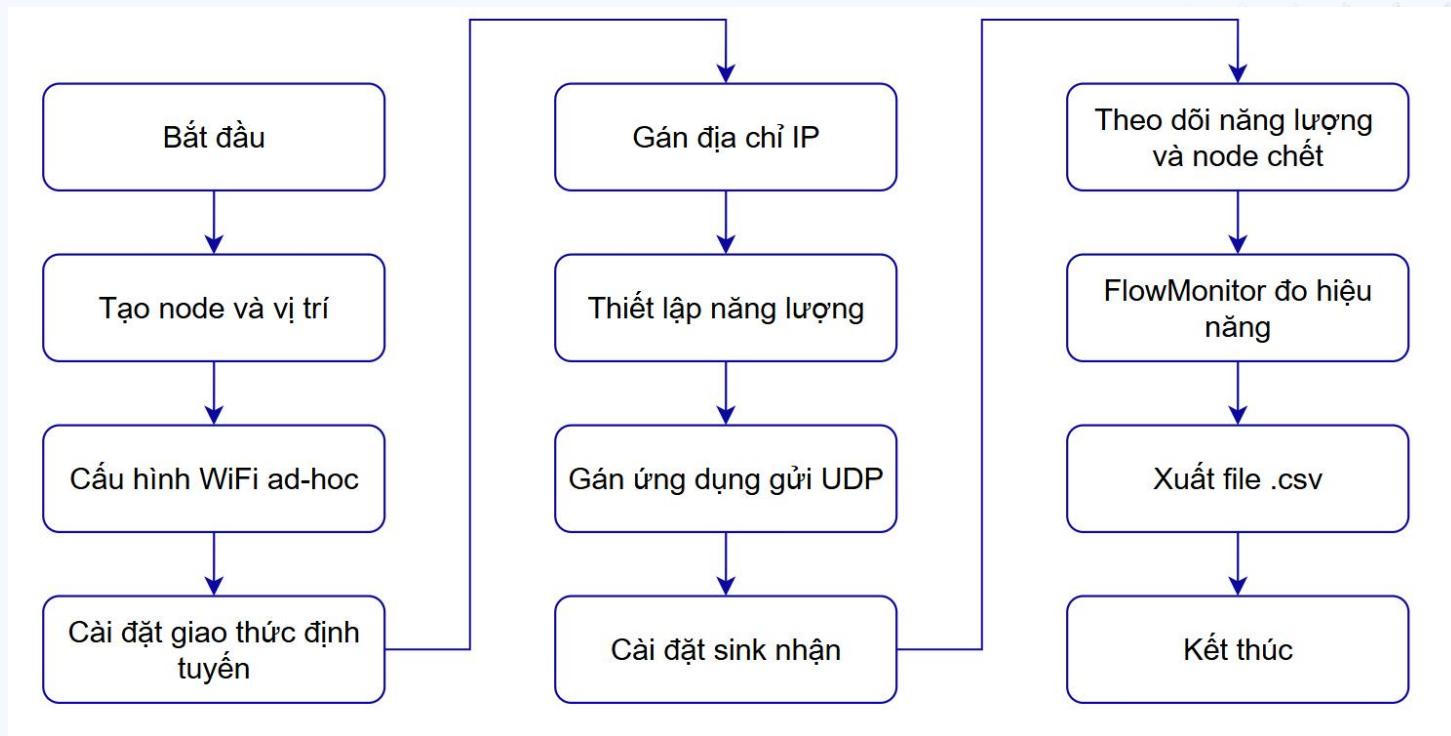 Bắt đầu
Tạo node và vị trí
Cấu hình WiFi ad-hoc
Cài đặt giao thức định
tuyến
Gán địa chỉ IP
Thiết lập năng lượng
Gán ứng dụng gửi UDP
Cài đặt sink nhận
Theo dõi năng lượng
và node chết
FlowMonitor đo hiệu
năng
Xuất file .csv
Kết thúc